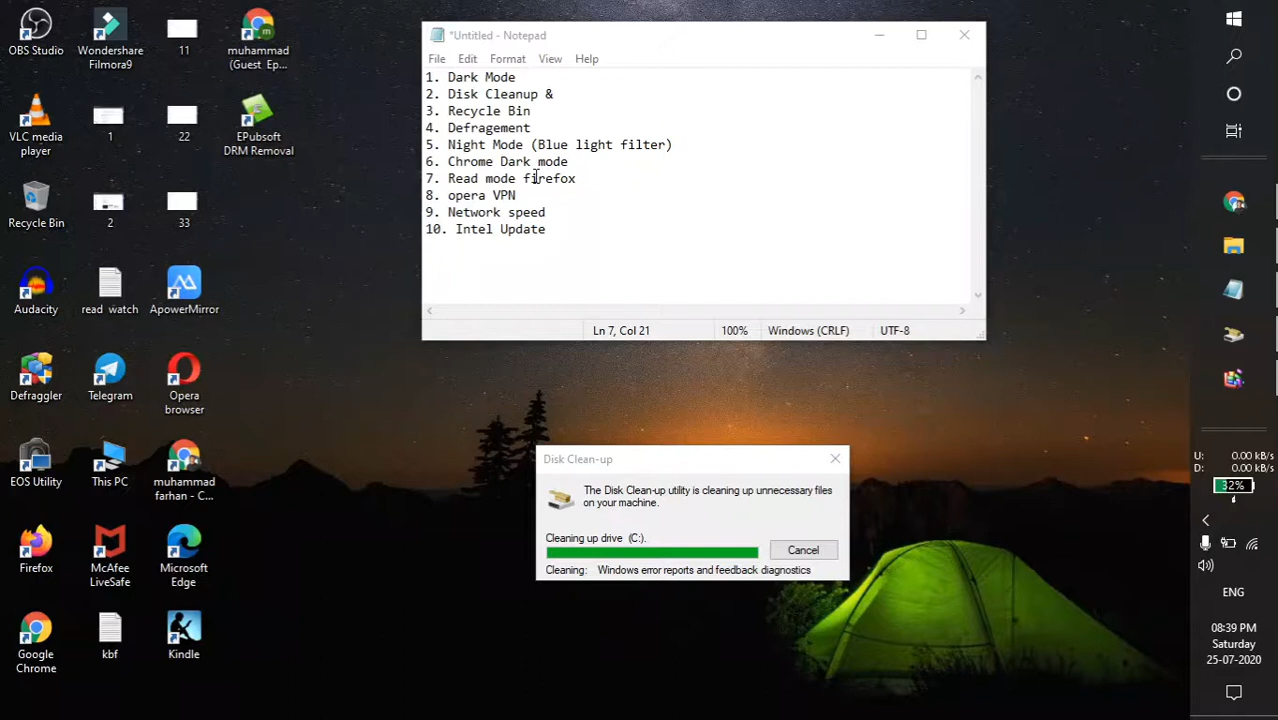 OBS Studio
Wondershare
Filmora9
11
muhammad
(Guest Ep...
VLC media
player
1
22
EPubsoft
DRM Removal
Recycle Bin
2
33
Audacity
read watch
ApowerMirror
Defraggler
Telegram
Opera
browser
EOS Utility
This PC
muhammad
farhan - C...
Firefox
McAfee
LiveSafe
Microsoft
Edge
Google
Chrome
kbf
Kindle
*Untitled - Notepad
File Edit Format View Help
1. Dark Mode
2. Disk Cleanup &
3. Recycle Bin
4. Defragement
5. Night Mode (Blue light filter)
6. Chrome Dark mode
7. Read mode firefox
8. opera VPN
9. Network speed
10. Intel Update
Ln 7, Col 21 100% Windows (CRLF) UTF-8
Disk Clean-up
The Disk Clean-up utility is cleaning up unnecessary files
on your machine.
Cleaning up drive (C:).
Cancel
Cleaning: Windows error reports and feedback diagnostics
U: 0.00 kB/s
D: 0.00 kB/s
32%
ENG
08:39 PM
Saturday
25-07-2020